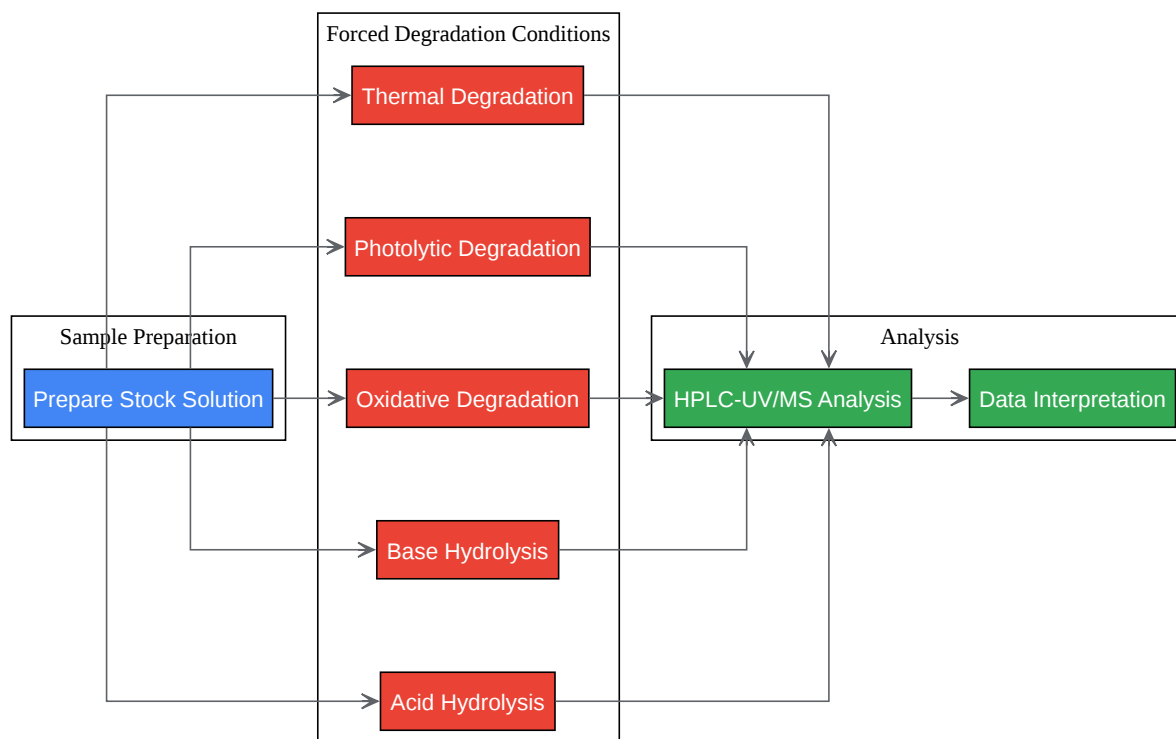 Forced Degradation Conditions
Thermal Degradation
Photolytic Degradation
Sample Preparation
Prepare Stock Solution
Oxidative Degradation
Base Hydrolysis
Acid Hydrolysis
Analysis
HPLC-UV/MS Analysis
Data Interpretation